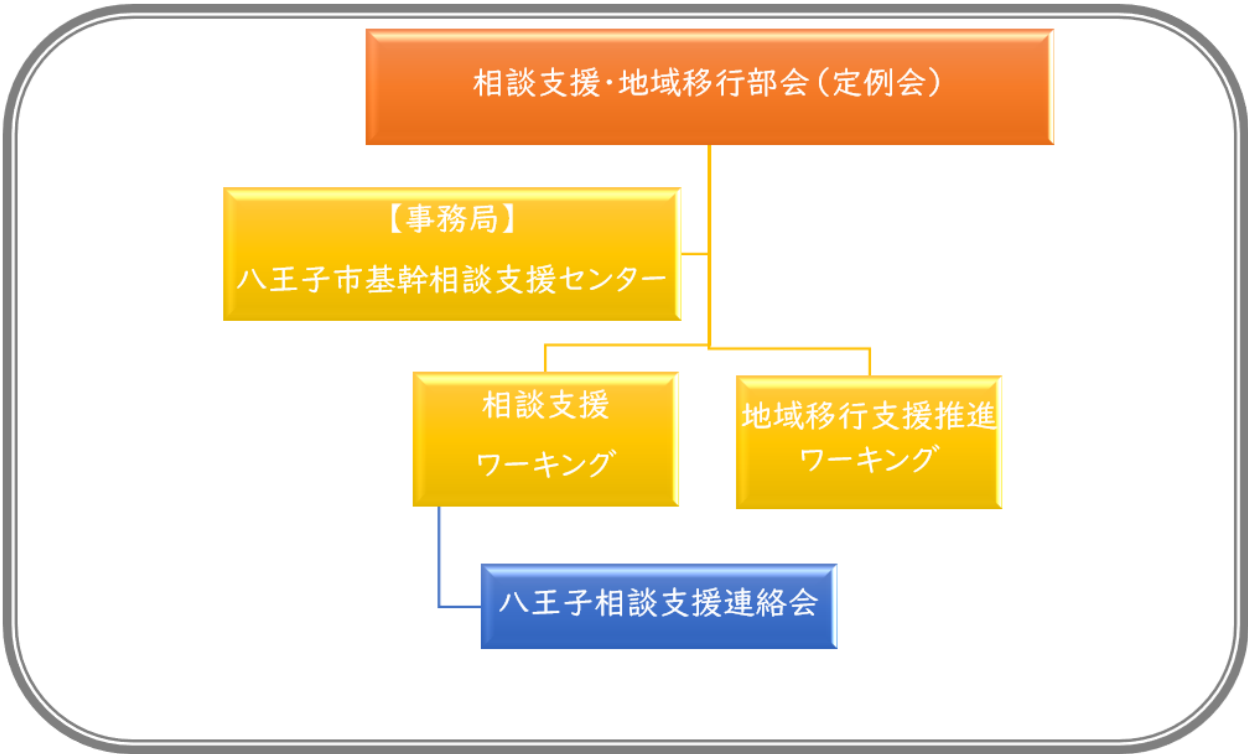 相談支援・地域移行部会（定例会）
【事務局】
八王子市基幹相談支援センター
相談支援
ワーキング
地域移行支援推進
ワーキング
八王子相談支援連絡会